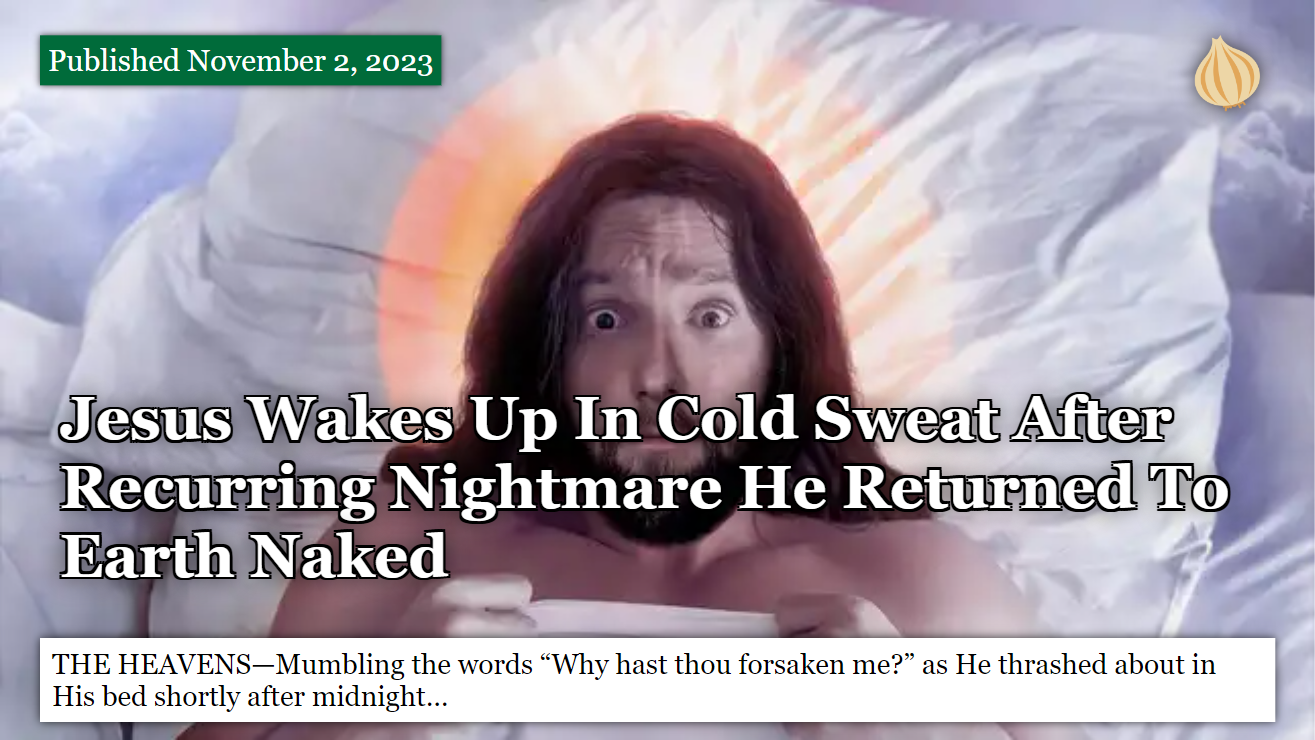 Published November 2, 2023
Jesus Wakes Up In Cold Sweat After
Recurring Nightmare He Returned To
Earth Naked
THE HEAVENS—Mumbling the words “Why hast thou forsaken me?” as He thrashed about in
His bed shortly after midnight...